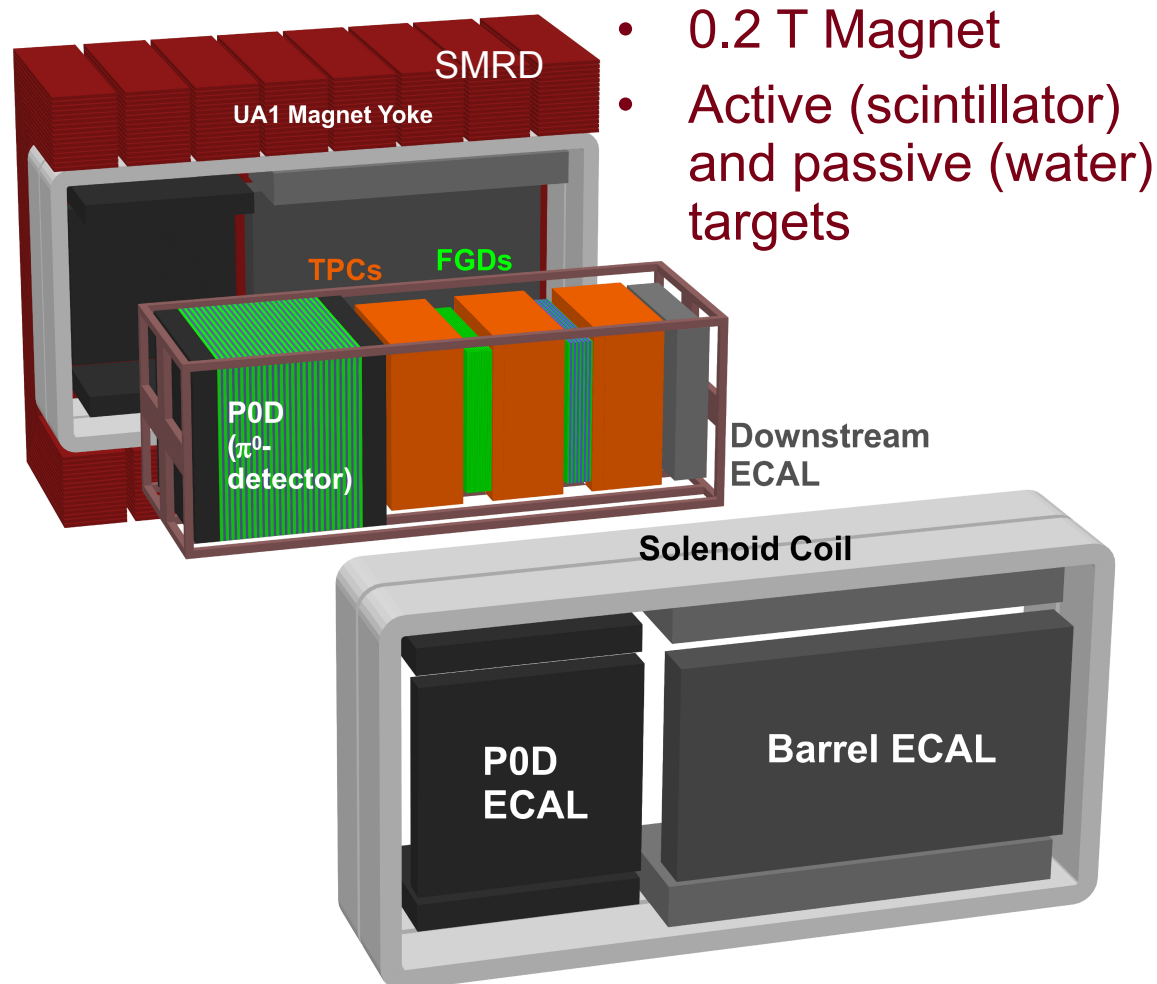 • 0.2 T Magnet
• Active (scintillator)
and passive (water)
targets
SMRD
UA1 Magnet Yoke
TPCs
FGDs
P0D
(π⁰-
detector)
Downstream
ECAL
Solenoid Coil
P0D
ECAL
Barrel ECAL